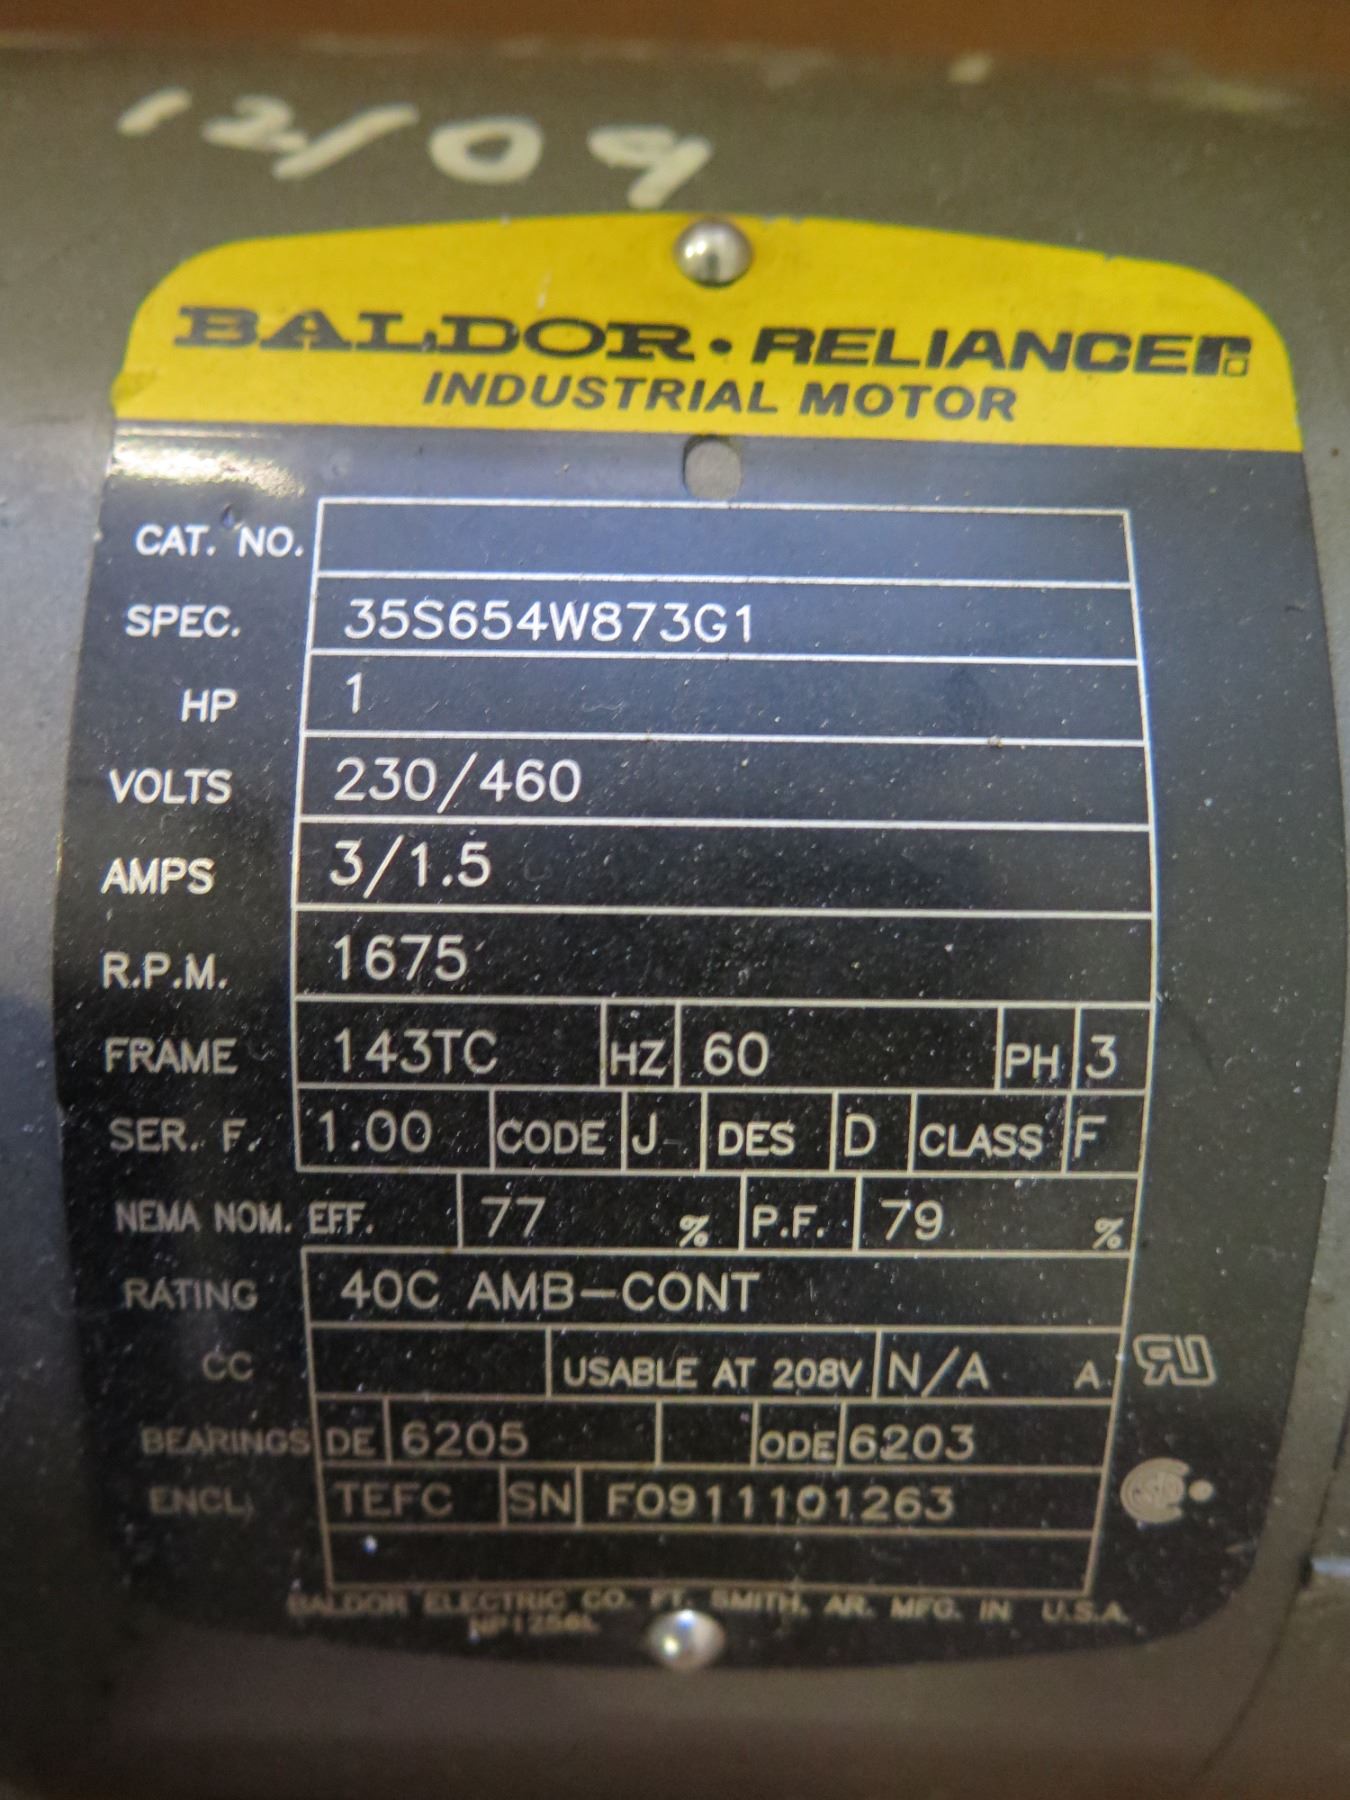 12/09
BALDOR • RELIANCER
INDUSTRIAL MOTOR
CAT. NO.
SPEC. 35S654W873G1
HP 1
VOLTS 230/460
AMPS 3/1.5
R.P.M. 1675
FRAME 143TC HZ 60 PH 3
SER. F. 1.00 CODE J DES D CLASS F
NEMA NOM. EFF. 77 % P.F. 79 %
RATING 40C AMB-CONT
CC USABLE AT 208V N/A A
BEARINGS DE 6205 ODE 6203
ENCL TEFC SN F0911101263
BALDOR ELECTRIC CO. FT. SMITH, AR. MFG. IN U.S.A.